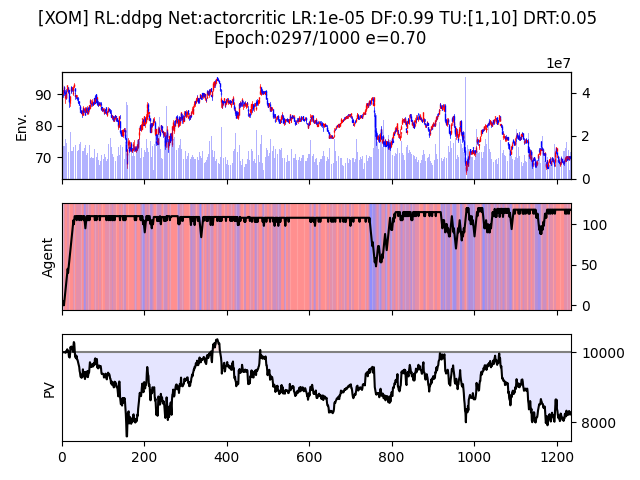 [XOM] RL:ddpg Net:actorcritic LR:1e-05 DF:0.99 TU:[1,10] DRT:0.05
Epoch:0297/1000 e=0.70
1e7
Env.
90
80
70
4
2
0
Agent
100
50
0
PV
10000
8000
0 200 400 600 800 1000 1200